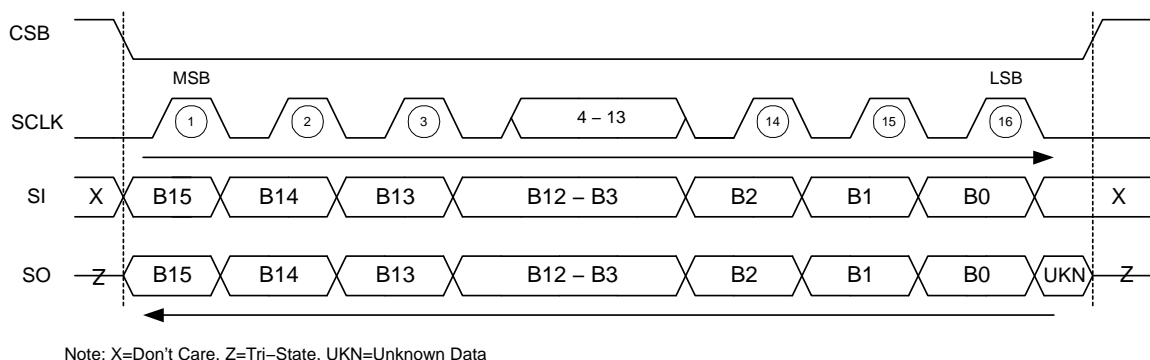 CSB
MSB LSB
SCLK 1 2 3 4 – 13 14 15 16
SI X B15 B14 B13 B12 – B3 B2 B1 B0 X
SO Z B15 B14 B13 B12 – B3 B2 B1 B0 UKN Z
Note: X=Don't Care, Z=Tri–State, UKN=Unknown Data